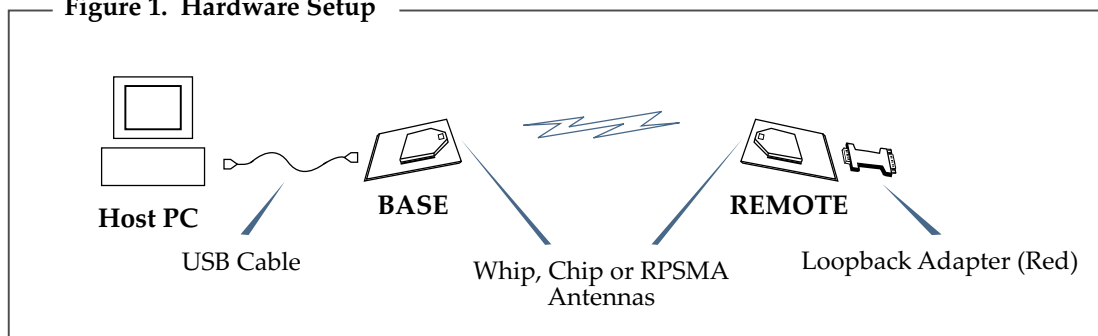 Figure 1. Hardware Setup
Host PC
BASE
REMOTE
USB Cable
Whip, Chip or RPSMA
Antennas
Loopback Adapter (Red)